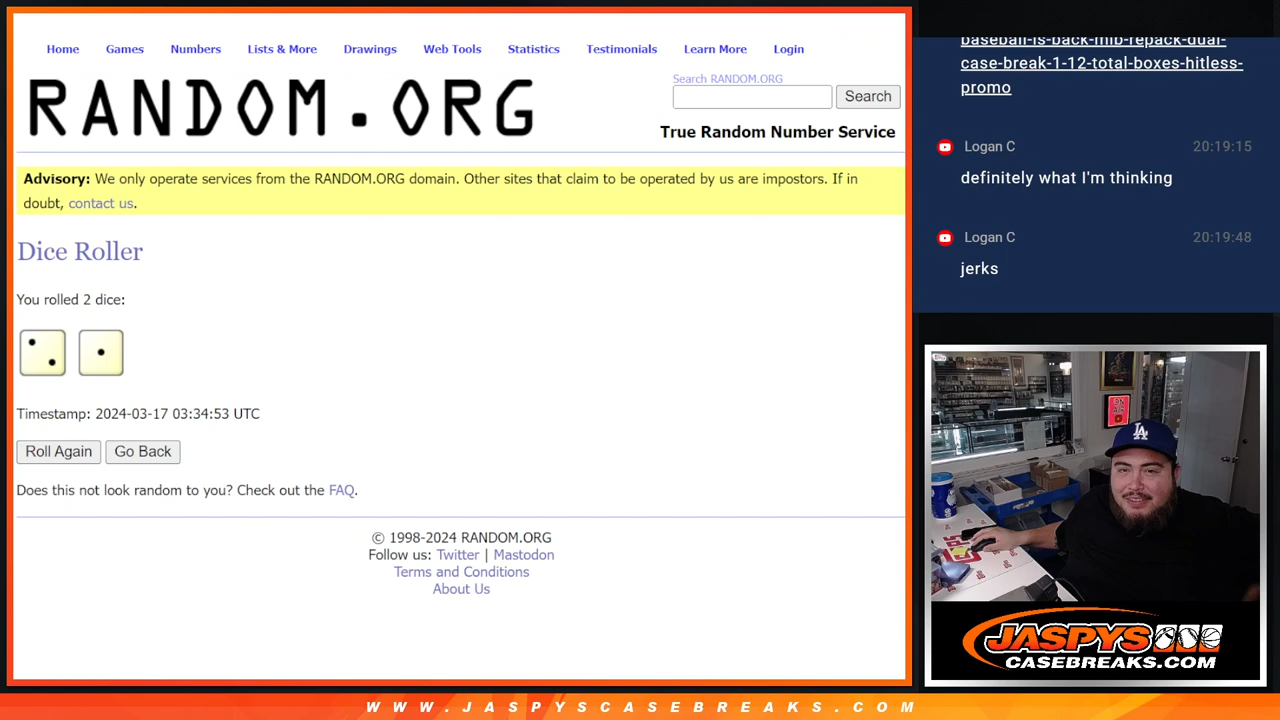 Home Games Numbers Lists & More Drawings Web Tools Statistics Testimonials Learn More Login
RANDOM.ORG
Search RANDOM.ORG
Search
True Random Number Service
Advisory: We only operate services from the RANDOM.ORG domain. Other sites that claim to be operated by us are impostors. If in
doubt, contact us.
Dice Roller
You rolled 2 dice:
Timestamp: 2024-03-17 03:34:53 UTC
Roll Again Go Back
Does this not look random to you? Check out the FAQ.
© 1998-2024 RANDOM.ORG
Follow us: Twitter | Mastodon
Terms and Conditions
About Us
baseball-is-back-mlb-repack-dual-
case-break-1-12-total-boxes-hitless-
promo
Logan C 20:19:15
definitely what I'm thinking
Logan C 20:19:48
jerks
LA
JASPYS
CASEBREAKS.COM
WWW.JASPYSCASEBREAKS.COM